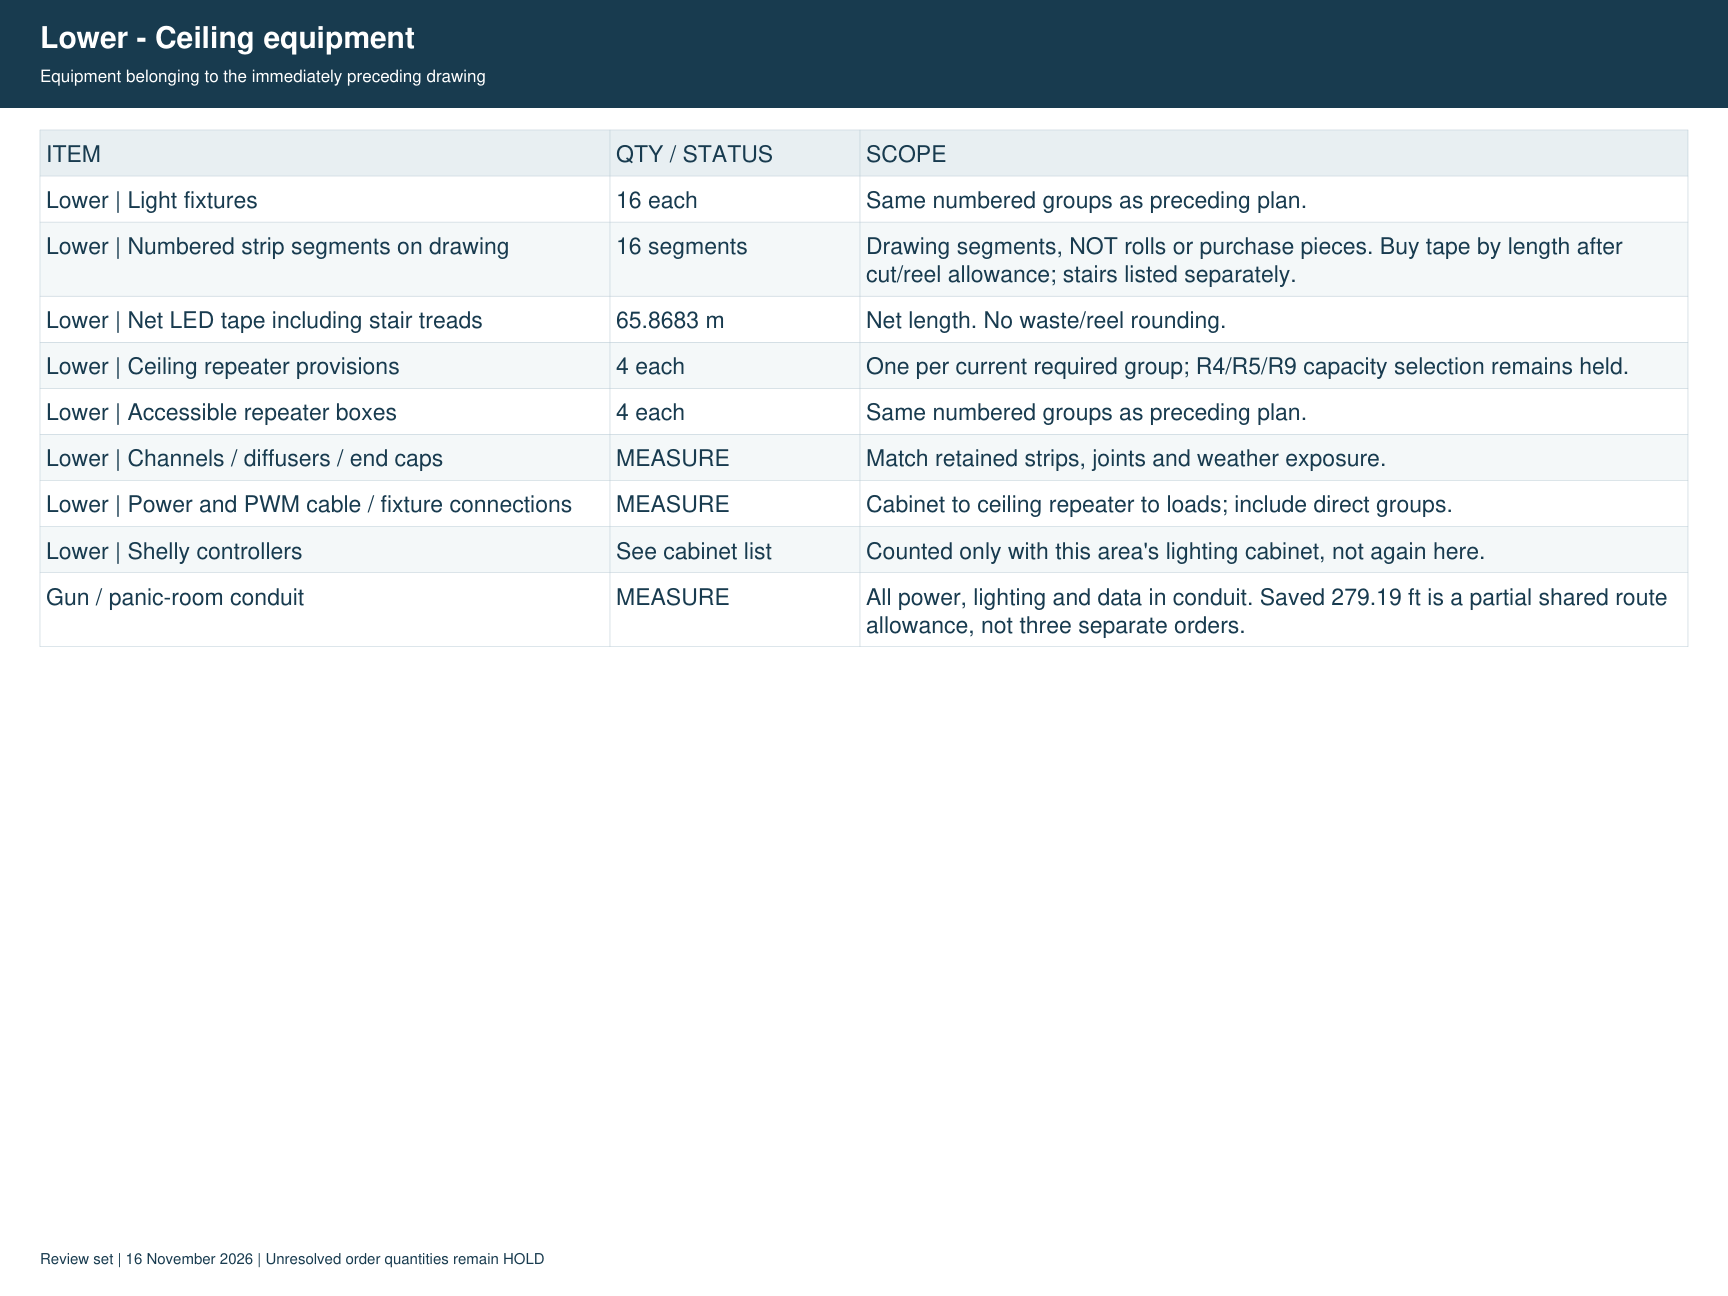 Lower - Ceiling equipment
Equipment belonging to the immediately preceding drawing
ITEM QTY / STATUS SCOPE
Lower | Light fixtures 16 each Same numbered groups as preceding plan.
Lower | Numbered strip segments on drawing 16 segments Drawing segments, NOT rolls or purchase pieces. Buy tape by length after
cut/reel allowance; stairs listed separately.
Lower | Net LED tape including stair treads 65.8683 m Net length. No waste/reel rounding.
Lower | Ceiling repeater provisions 4 each One per current required group; R4/R5/R9 capacity selection remains held.
Lower | Accessible repeater boxes 4 each Same numbered groups as preceding plan.
Lower | Channels / diffusers / end caps MEASURE Match retained strips, joints and weather exposure.
Lower | Power and PWM cable / fixture connections MEASURE Cabinet to ceiling repeater to loads; include direct groups.
Lower | Shelly controllers See cabinet list Counted only with this area's lighting cabinet, not again here.
Gun / panic-room conduit MEASURE All power, lighting and data in conduit. Saved 279.19 ft is a partial shared route
allowance, not three separate orders.
Review set | 16 November 2026 | Unresolved order quantities remain HOLD